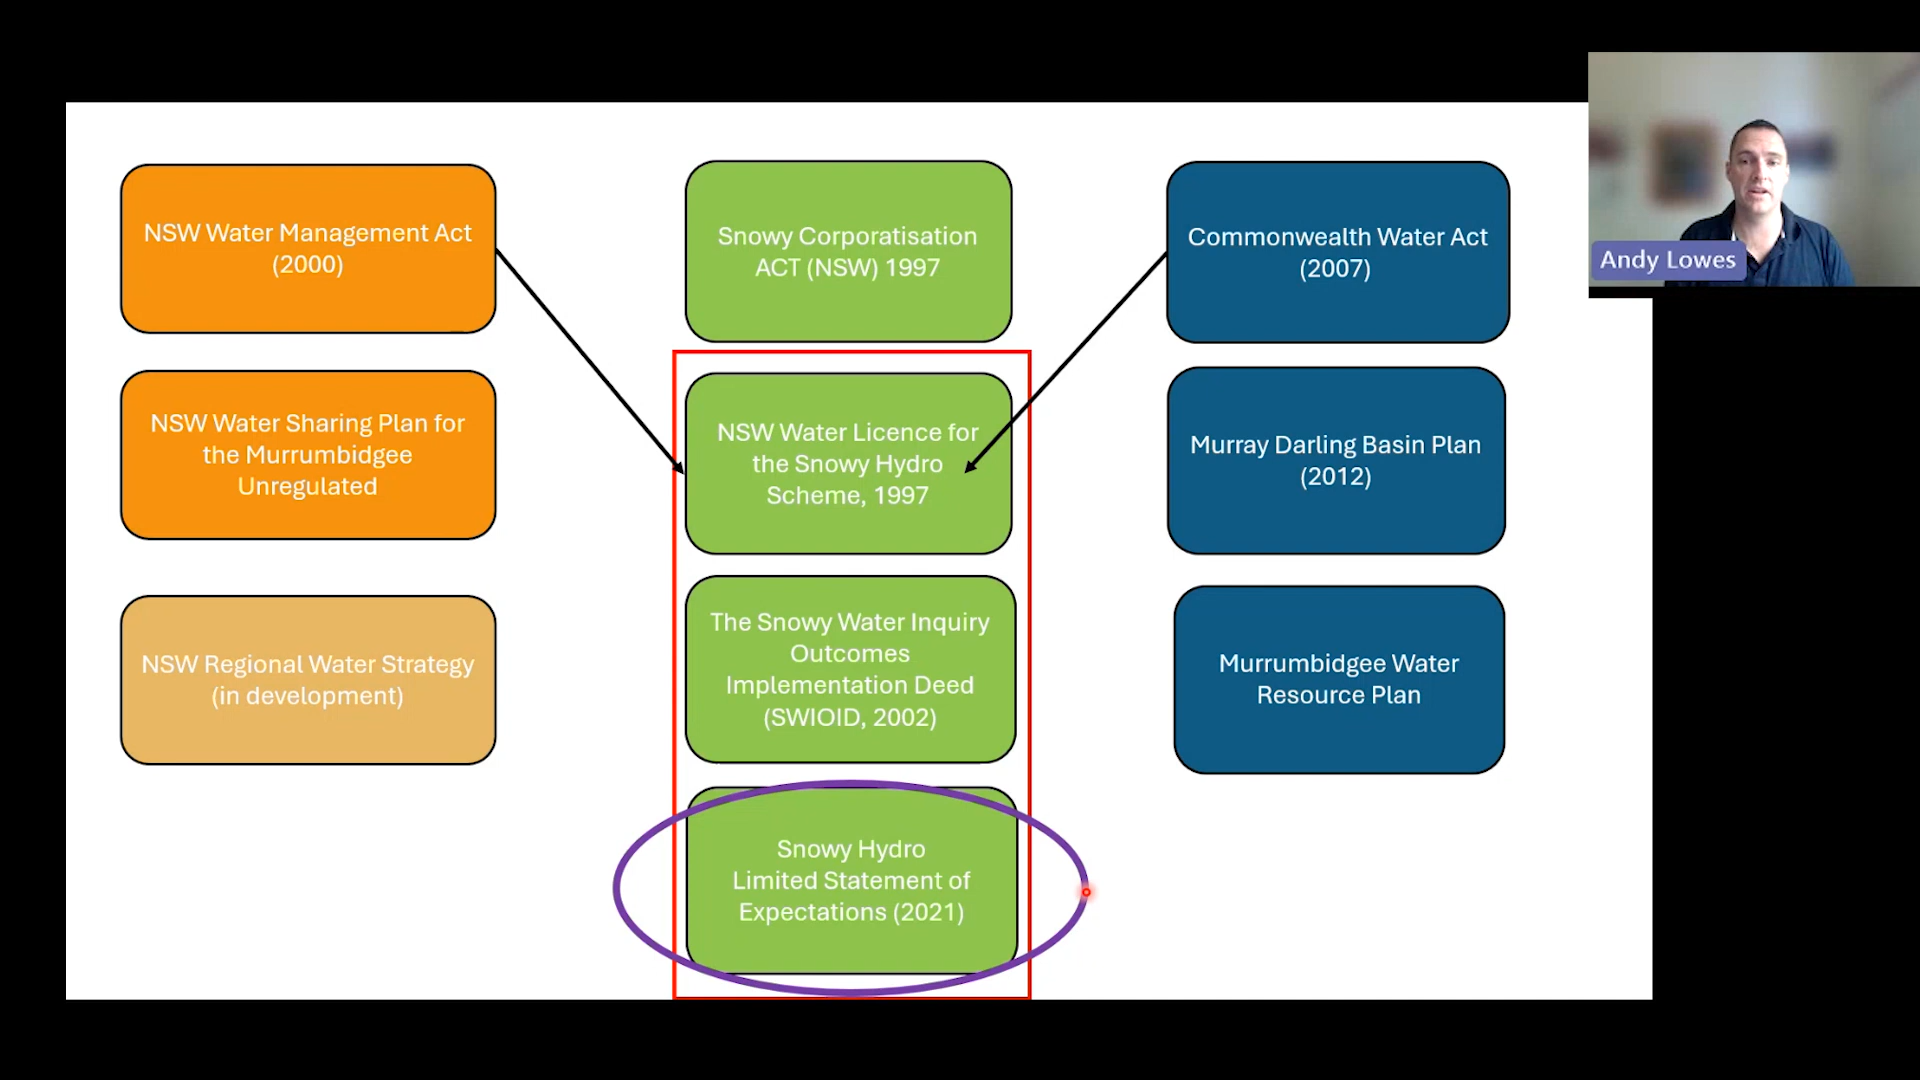 NSW Water Management Act
(2000)
NSW Water Sharing Plan for
the Murrumbidgee
Unregulated
NSW Regional Water Strategy
(in development)
Snowy Corporatisation
ACT (NSW) 1997
NSW Water Licence for
the Snowy Hydro
Scheme, 1997
The Snowy Water Inquiry
Outcomes
Implementation Deed
(SWIOID, 2002)
Snowy Hydro
Limited Statement of
Expectations (2021)
Commonwealth Water Act
(2007)
Murray Darling Basin Plan
(2012)
Murrumbidgee Water
Resource Plan
Andy Lowes